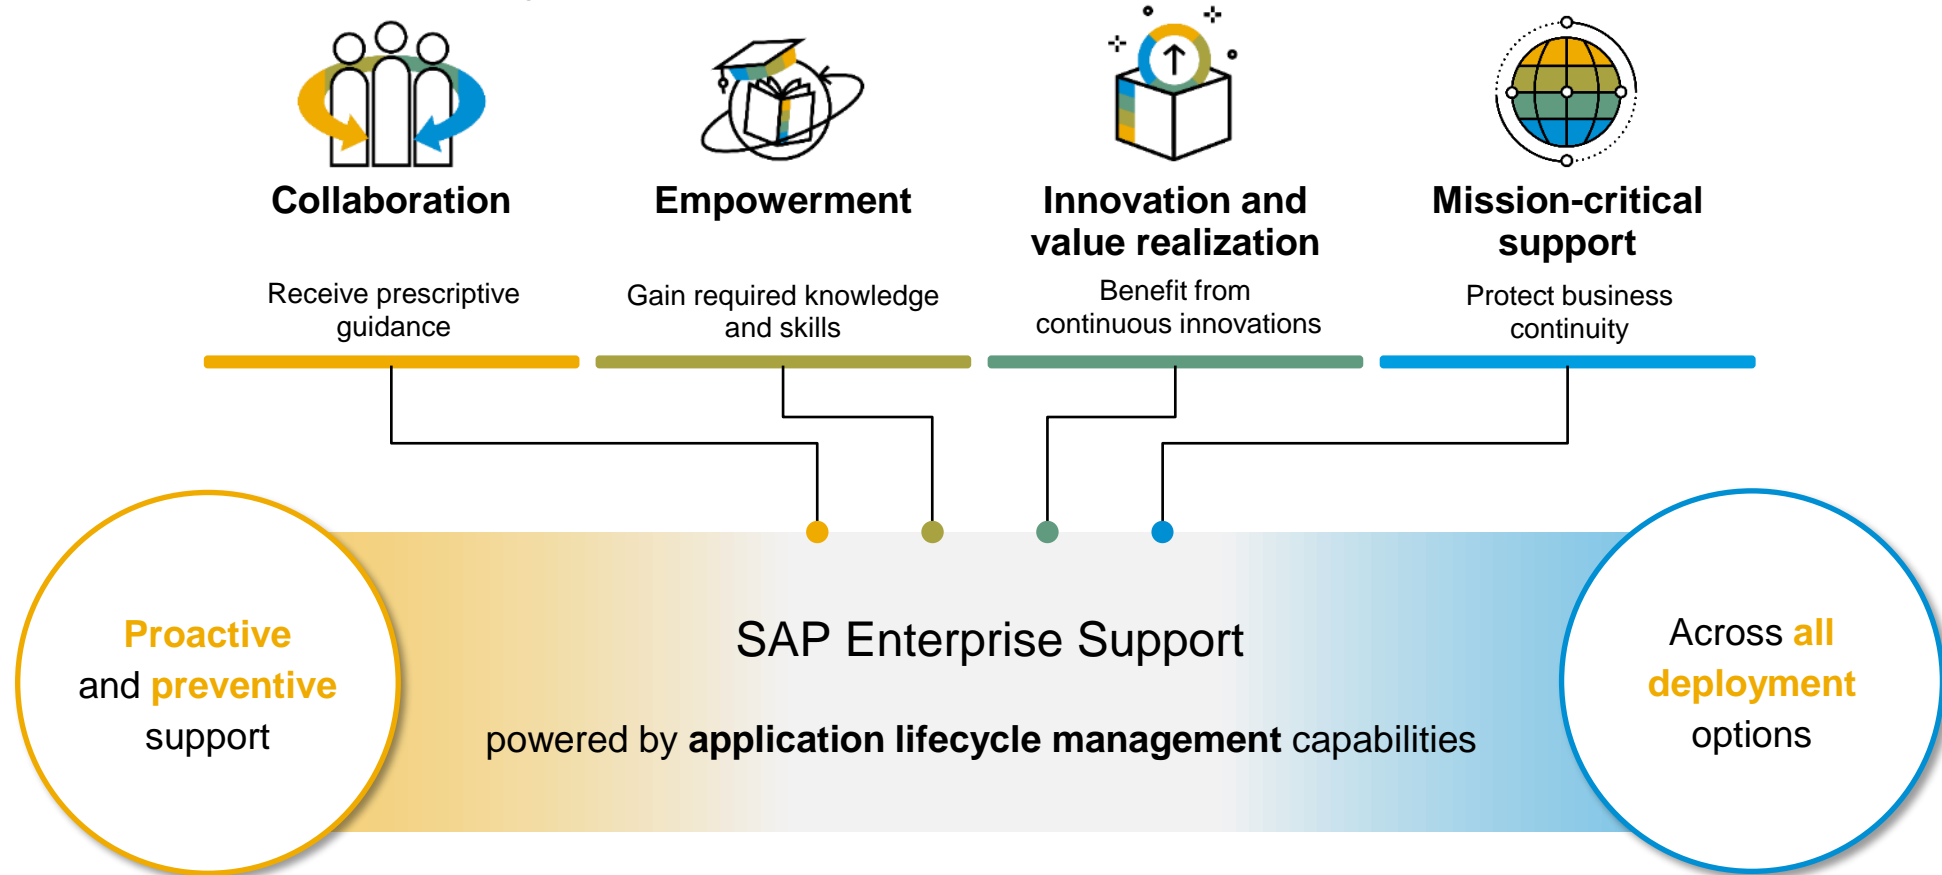 Collaboration
Receive prescriptive
guidance
Empowerment
Gain required knowledge
and skills
Innovation and
value realization
Benefit from
continuous innovations
Mission-critical
support
Protect business
continuity
Proactive
and preventive
support
SAP Enterprise Support
powered by application lifecycle management capabilities
Across all
deployment
options